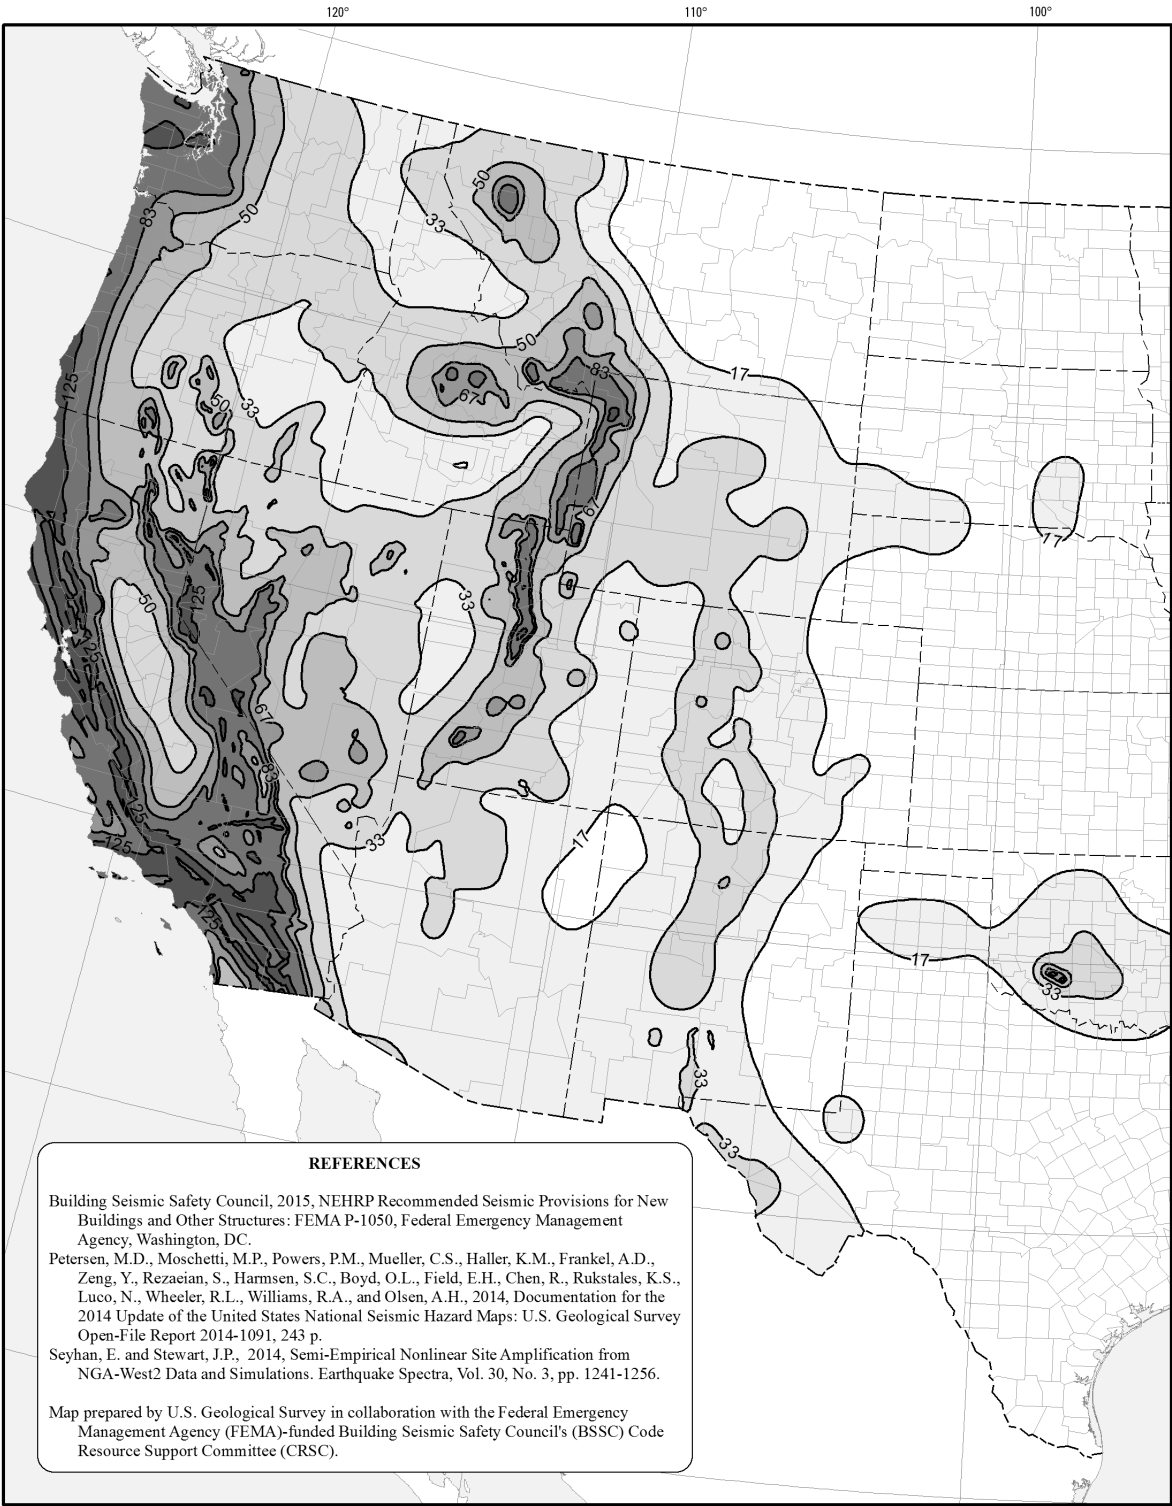 120°
110°
100°
50
33
83
50
50
17
83
125
67
50
33
67
17
50
125
33
125
67
83
125
125
33
17
125
17
33
33
33
REFERENCES
Building Seismic Safety Council, 2015, NEHRP Recommended Seismic Provisions for New
Buildings and Other Structures: FEMA P-1050, Federal Emergency Management
Agency, Washington, DC.
Petersen, M.D., Moschetti, M.P., Powers, P.M., Mueller, C.S., Haller, K.M., Frankel, A.D.,
Zeng, Y., Rezaeian, S., Harmsen, S.C., Boyd, O.L., Field, E.H., Chen, R., Rukstales, K.S.,
Luco, N., Wheeler, R.L., Williams, R.A., and Olsen, A.H., 2014, Documentation for the
2014 Update of the United States National Seismic Hazard Maps: U.S. Geological Survey
Open-File Report 2014-1091, 243 p.
Seyhan, E. and Stewart, J.P., 2014, Semi-Empirical Nonlinear Site Amplification from
NGA-West2 Data and Simulations. Earthquake Spectra, Vol. 30, No. 3, pp. 1241-1256.
Map prepared by U.S. Geological Survey in collaboration with the Federal Emergency
Management Agency (FEMA)-funded Building Seismic Safety Council's (BSSC) Code
Resource Support Committee (CRSC).